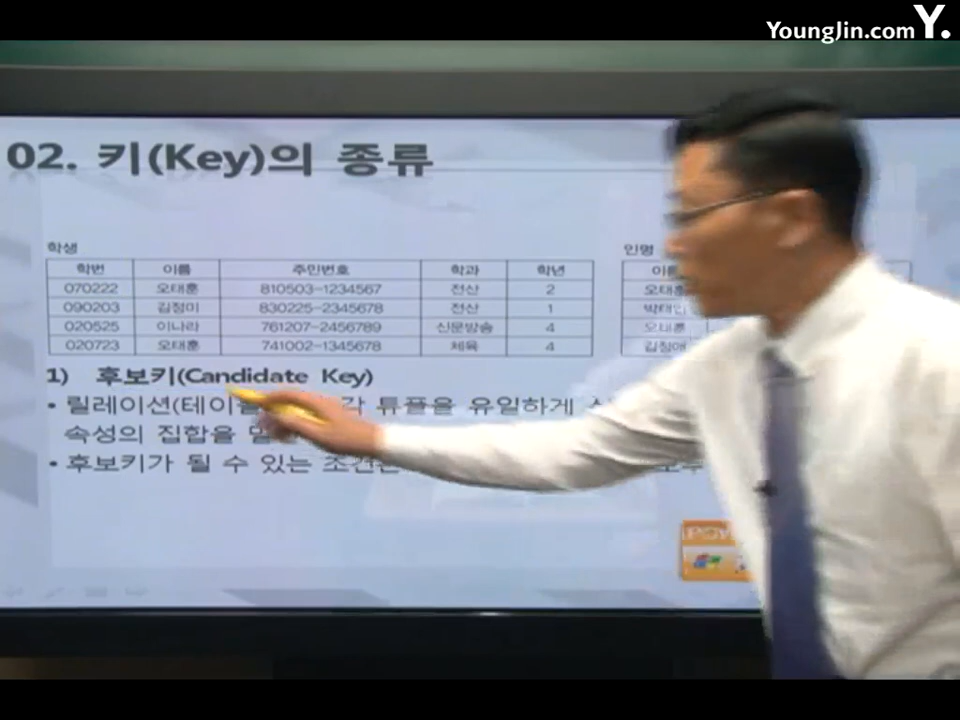 YoungJin.com Y.
02. 키(Key)의 종류
학생
인명
학번 이름 주민번호 학과 학년
070222 오태훈 810503-1234567 전산 2
090203 김정미 830225-2345678 전산 1
020525 이나라 761207-2456789 신문방송 4
020723 오태훈 741002-1345678 체육 4
1) 후보키(Candidate Key)
• 릴레이션(테이블 각 튜플을 유일하게
속성의 집합을
• 후보키가 될 수 있는 조건은